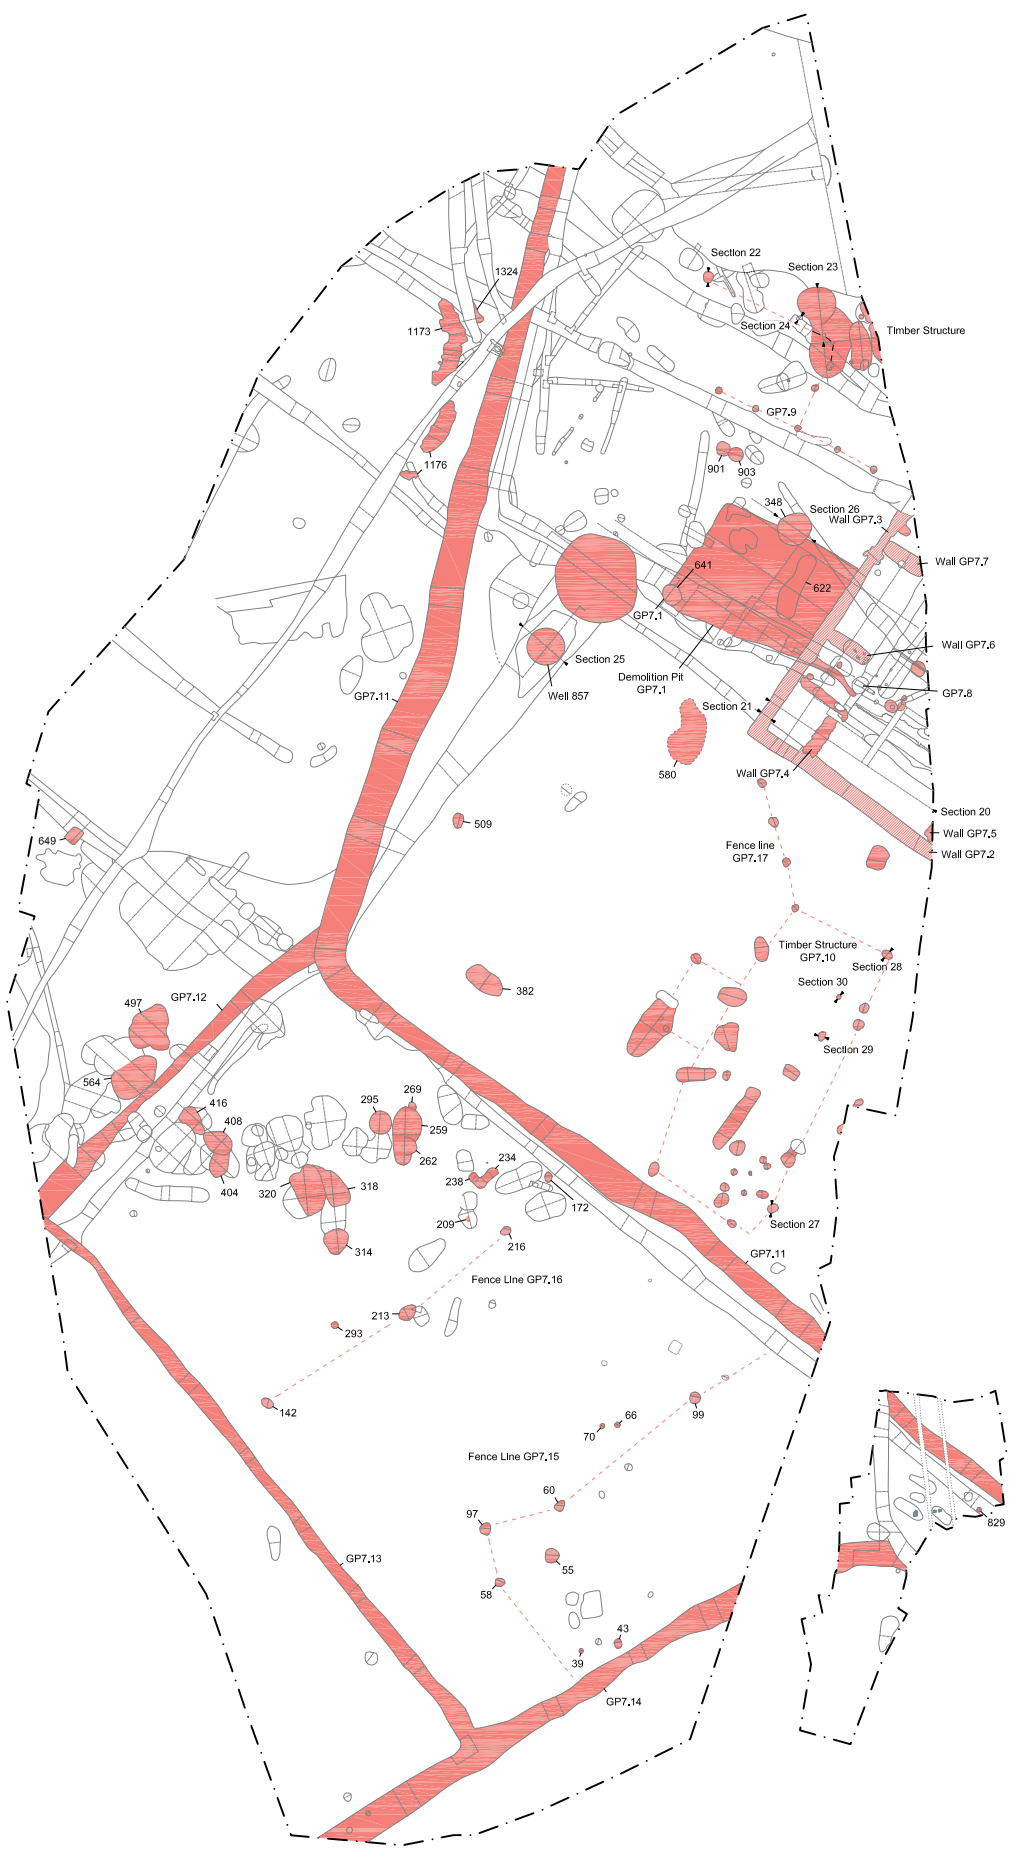 Section 22
Section 23
1324
Section 24
Timber Structure
1173
GP7.9
1176
901
903
348
Section 26
Wall GP7.3
Wall GP7.7
641
622
GP7.1
Wall GP7.6
Section 25
Demolition Pit
GP7.1
GP7.8
Well 857
GP7.11
Section 21
580
Wall GP7.4
Section 20
509
Wall GP7.5
649
Fence line
GP7.17
Wall GP7.2
Timber Structure
GP7.10
Section 28
Section 30
382
497
GP7.12
Section 29
564
416
408
295
269
259
262
404
320
318
234
238
172
209
216
314
Section 27
GP7.11
Fence Line GP7.16
213
293
142
99
66
70
Fence Line GP7.15
60
97
829
55
GP7.13
58
43
39
GP7.14